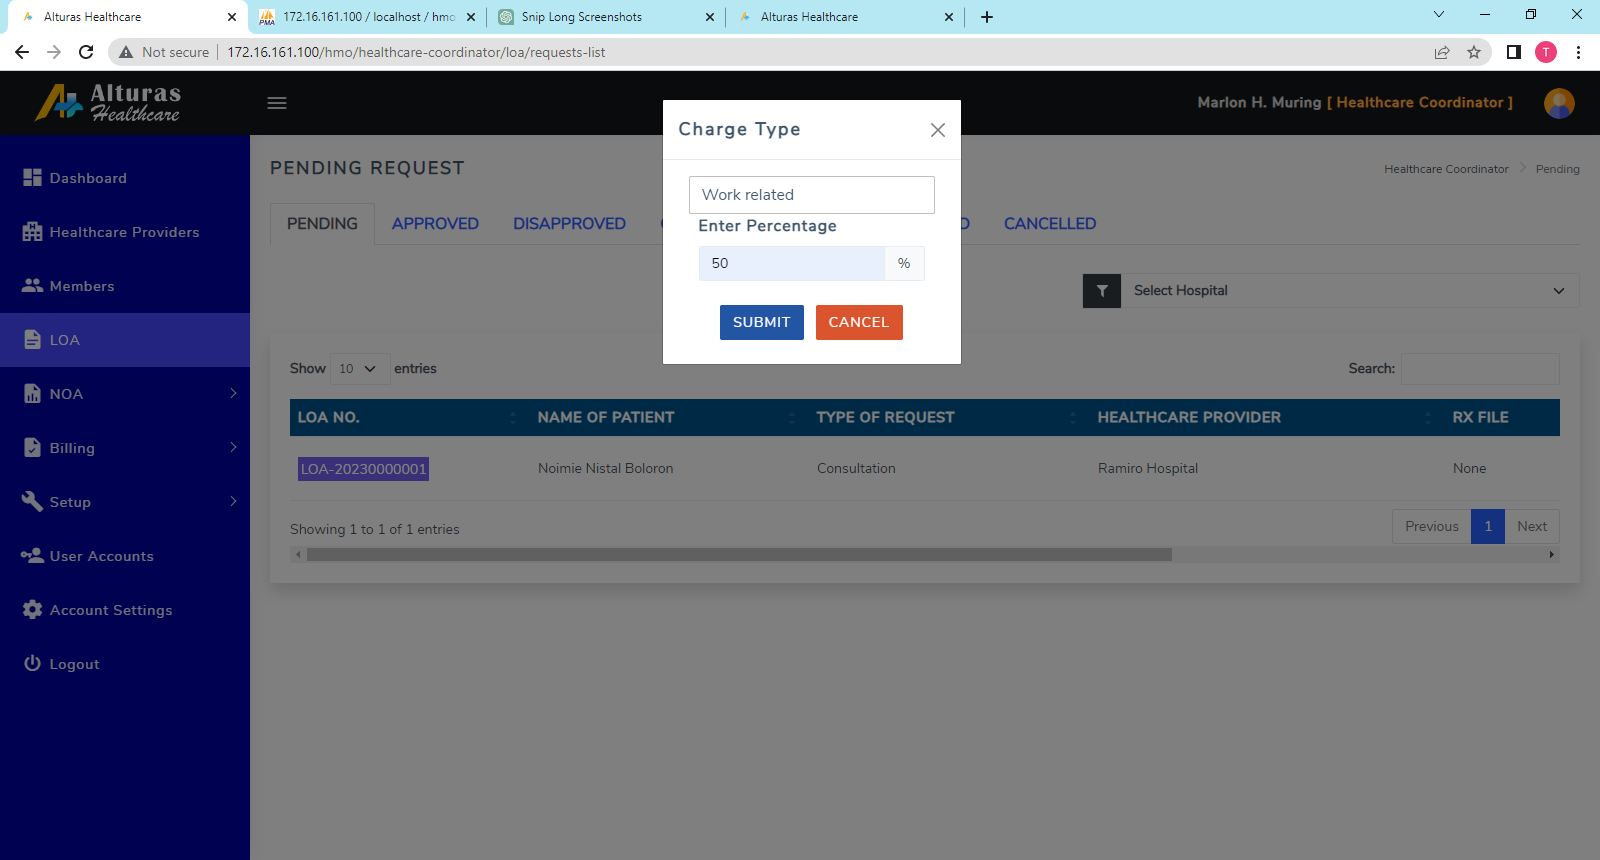 Alturas Healthcare
172.16.161.100 / localhost / hmo
Snip Long Screenshots
Alturas Healthcare
Not secure
172.16.161.100/hmo/healthcare-coordinator/loa/requests-list
T
Alturas
Healthcare
Marlon H. Muring [ Healthcare Coordinator ]
Dashboard
Healthcare Providers
Members
LOA
NOA
Billing
Setup
User Accounts
Account Settings
Logout
PENDING REQUEST
Healthcare Coordinator
Pending
PENDING
APPROVED
DISAPPROVED
CANCELLED
Charge Type
Work related
Enter Percentage
50
%
SUBMIT
CANCEL
Select Hospital
Show 10 entries
Search:
LOA NO. NAME OF PATIENT TYPE OF REQUEST HEALTHCARE PROVIDER RX FILE
LOA-20230000001 Noimie Nistal Boloron Consultation Ramiro Hospital None
Showing 1 to 1 of 1 entries
Previous 1 Next